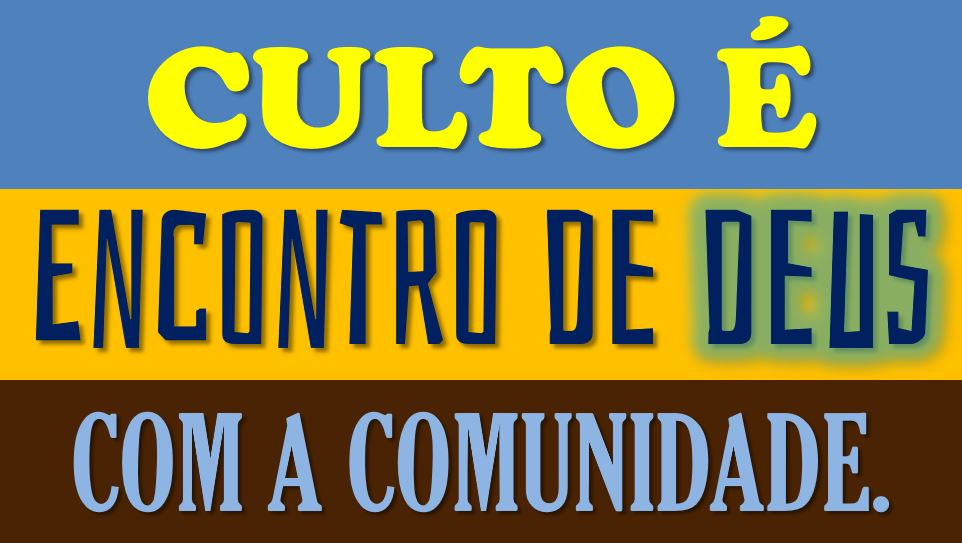 CULTO É
ENCONTRO DE DEUS
COM A COMUNIDADE.